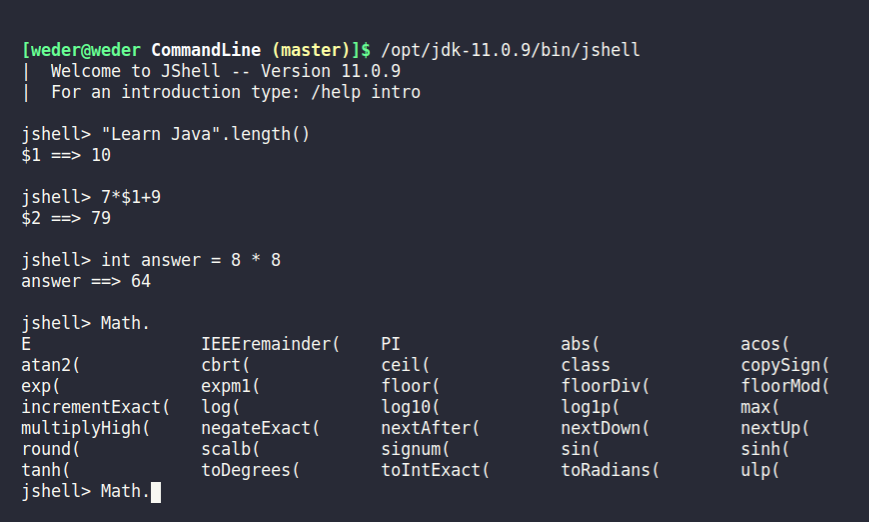 [weder@weder CommandLine (master)]$ /opt/jdk-11.0.9/bin/jshell
|  Welcome to JShell -- Version 11.0.9
|  For an introduction type: /help intro

jshell> "Learn Java".length()
$1 ==> 10

jshell> 7*$1+9
$2 ==> 79

jshell> int answer = 8 * 8
answer ==> 64

jshell> Math.
E                 IEEEremainder(    PI                abs(              acos(
atan2(            cbrt(             ceil(             class             copySign(
exp(              expm1(            floor(            floorDiv(         floorMod(
incrementExact(   log(              log10(            log1p(            max(
multiplyHigh(     negateExact(      nextAfter(        nextDown(         nextUp(
round(            scalb(            signum(           sin(              sinh(
tanh(             toDegrees(        toIntExact(       toRadians(        ulp(
jshell> Math.